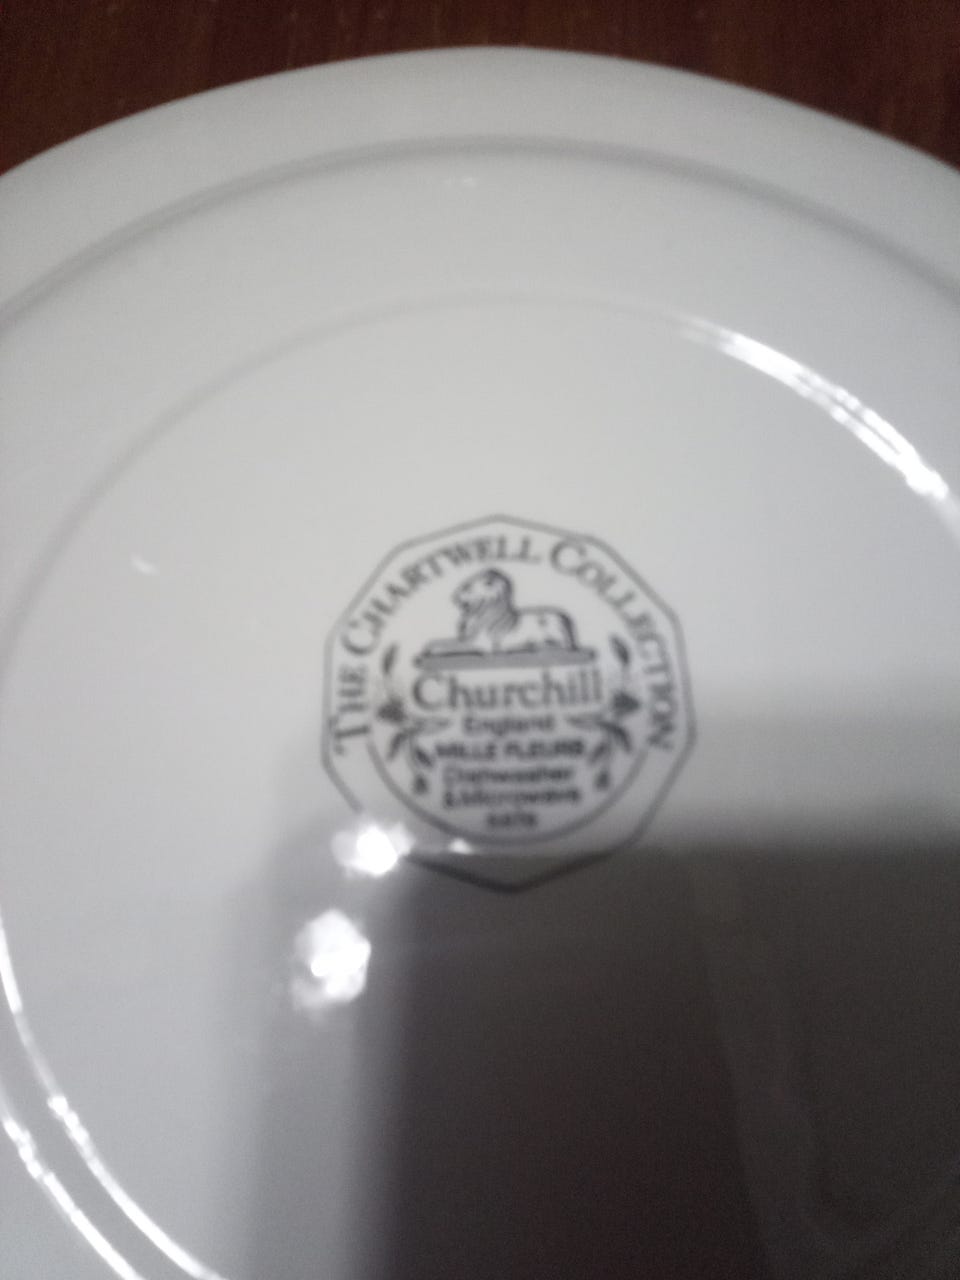 THE CHARTWELL COLLECTION
Churchill
England
MILLE FLEURS
Dishwasher
& Microwave
SAFE